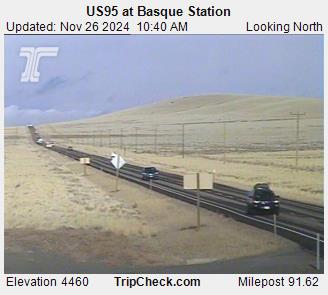 US95 at Basque Station
Updated: Nov 26 2024 10:40 AM
Looking North
Elevation 4460
TripCheck.com
Milepost 91.62